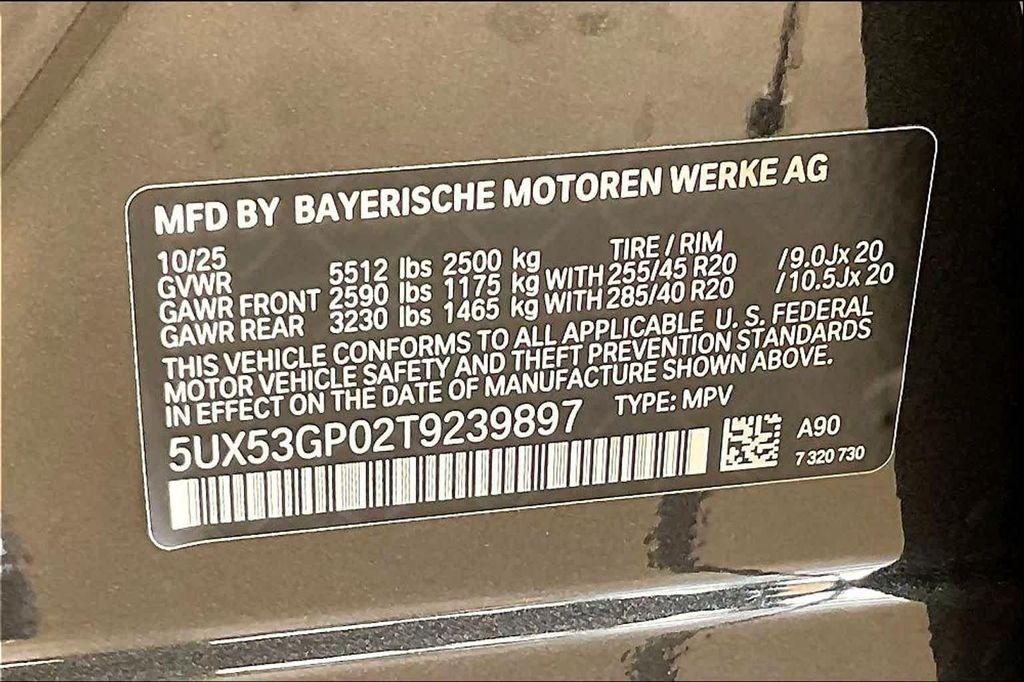 MFD BY BAYERISCHE MOTOREN WERKE AG
10/25 TIRE / RIM
GVWR 5512 lbs 2500 kg
GAWR FRONT 2590 lbs 1175 kg WITH 255/45 R20 /9.0Jx 20
GAWR REAR 3230 lbs 1465 kg WITH 285/40 R20 /10.5Jx 20
THIS VEHICLE CONFORMS TO ALL APPLICABLE U. S. FEDERAL
MOTOR VEHICLE SAFETY AND THEFT PREVENTION STANDARDS
IN EFFECT ON THE DATE OF MANUFACTURE SHOWN ABOVE.
5UX53GP02T9239897 TYPE: MPV
A90
7 320 730